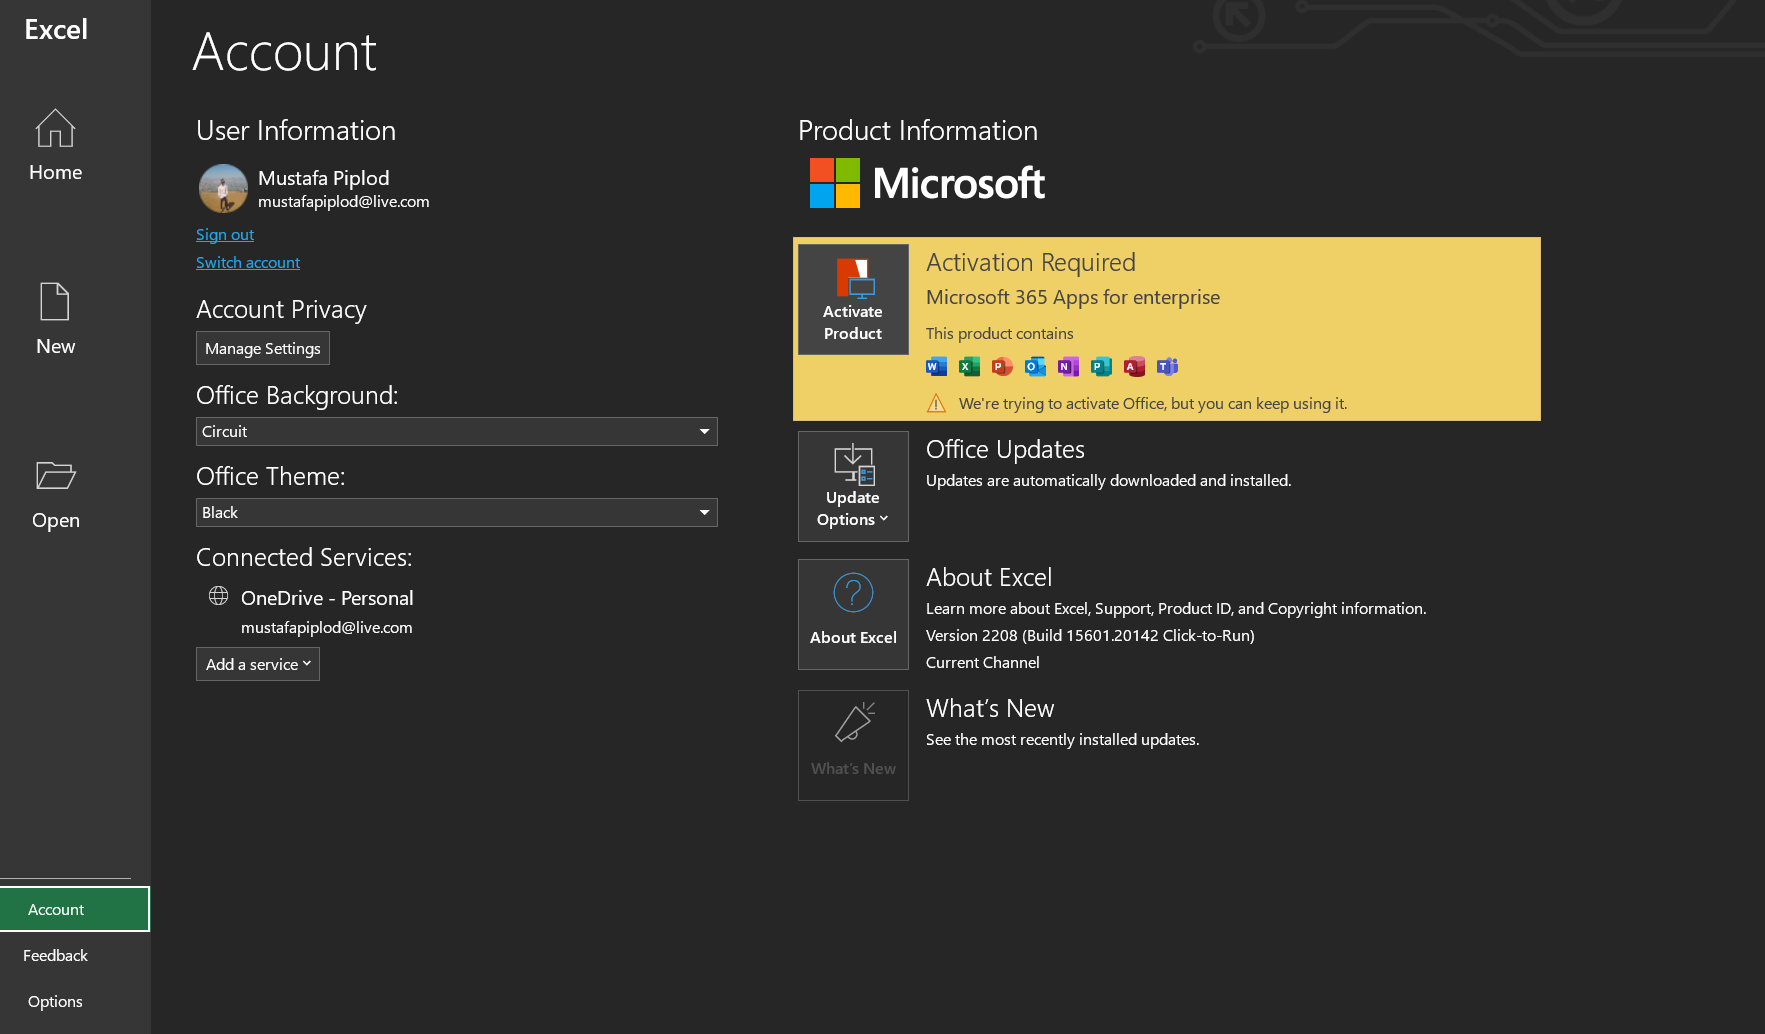 Excel
Home
New
Open
Account
Feedback
Options
Account
User Information
Mustafa Piplod
mustafapiplod@live.com
Sign out
Switch account
Account Privacy
Manage Settings
Office Background:
Circuit
Office Theme:
Black
Connected Services:
OneDrive - Personal
mustafapiplod@live.com
Add a service
Product Information
Microsoft
Activate
Product
Activation Required
Microsoft 365 Apps for enterprise
This product contains
W X P O N P A T
We're trying to activate Office, but you can keep using it.
Update
Options
Office Updates
Updates are automatically downloaded and installed.
About Excel
About Excel
Learn more about Excel, Support, Product ID, and Copyright information.
Version 2208 (Build 15601.20142 Click-to-Run)
Current Channel
What's New
What's New
See the most recently installed updates.